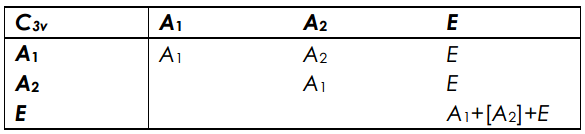 C3v A1 A2 E
A1 A1 A2 E
A2 A1 E
E A1+[A2]+E